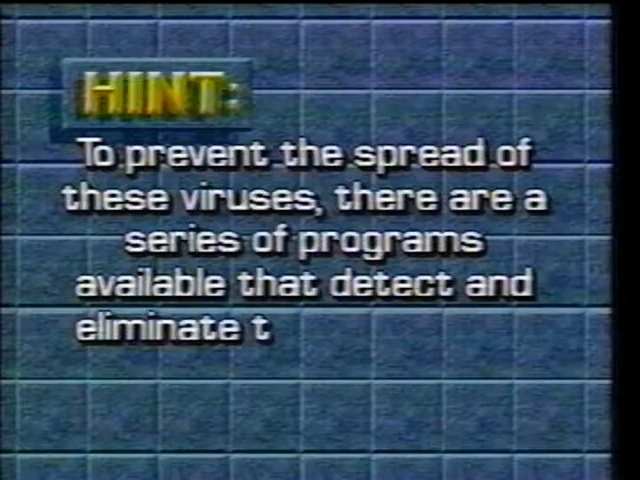 HINT:
To prevent the spread of
these viruses, there are a
series of programs
available that detect and
eliminate t